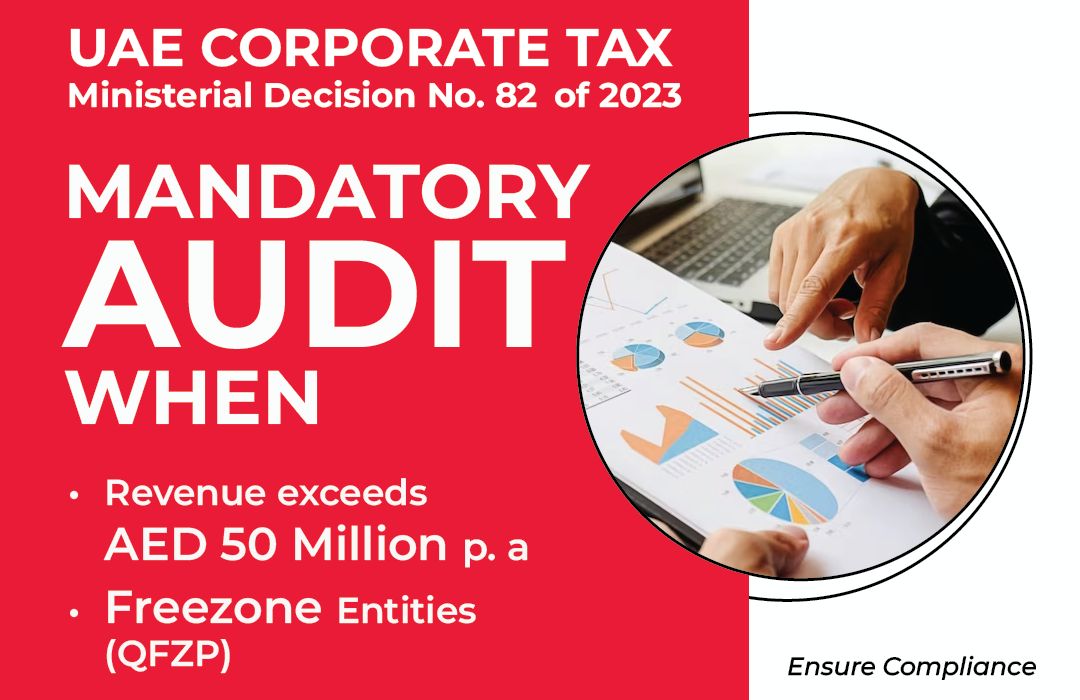 UAE CORPORATE TAX
Ministerial Decision No. 82 of 2023
MANDATORY
AUDIT
WHEN
• Revenue exceeds
AED 50 Million p. a
• Freezone Entities
(QFZP)
Ensure Compliance